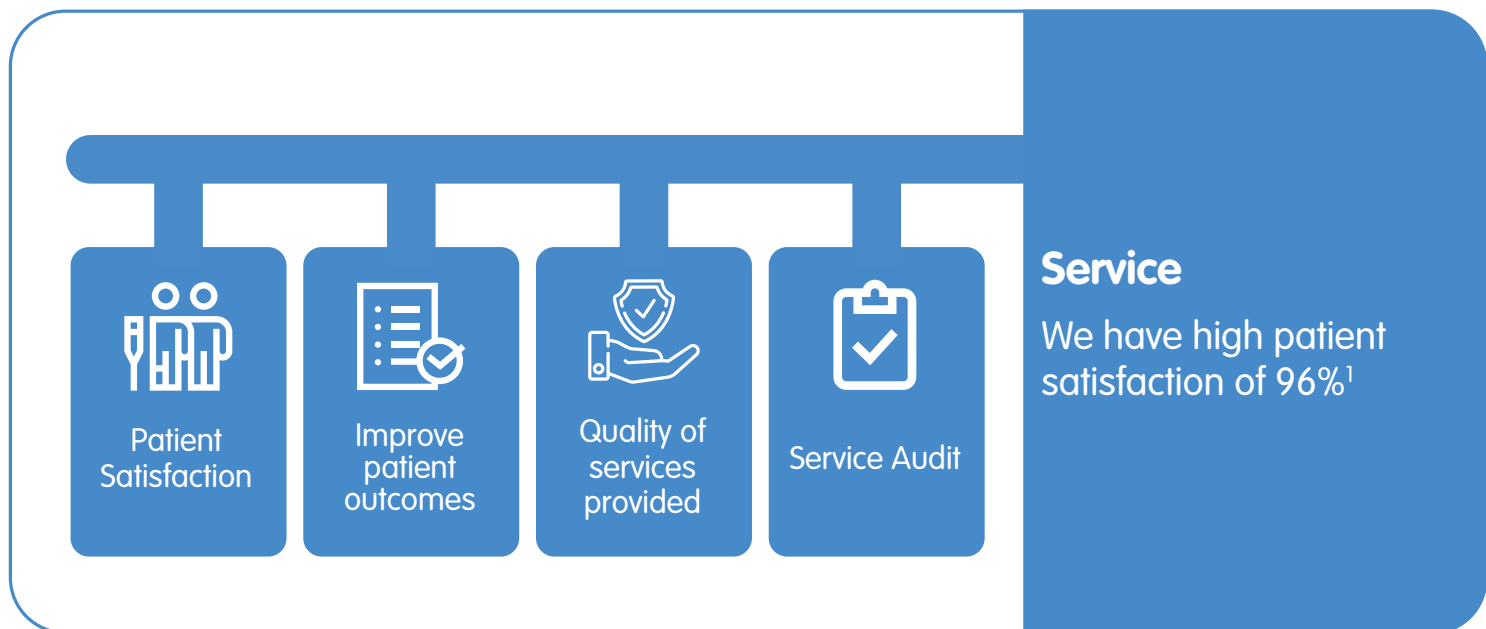 Patient
Satisfaction
Improve
patient
outcomes
Quality of
services
provided
Service Audit
Service
We have high patient
satisfaction of 96%¹